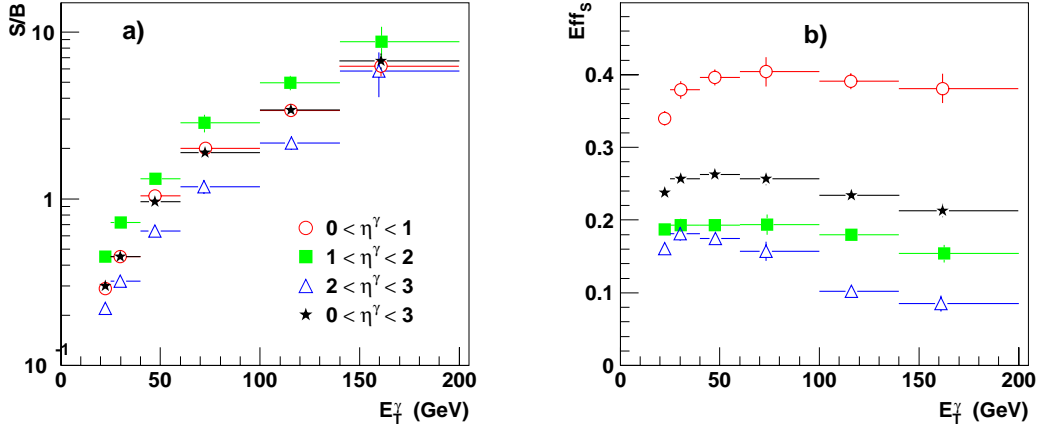 S/B
a)
10
1
10
-1
0 < η^γ < 1
1 < η^γ < 2
2 < η^γ < 3
0 < η^γ < 3
0 50 100 150 200
E_T^γ (GeV)
Eff_S
b)
0.4
0.3
0.2
0.1
0
0 50 100 150 200
E_T^γ (GeV)